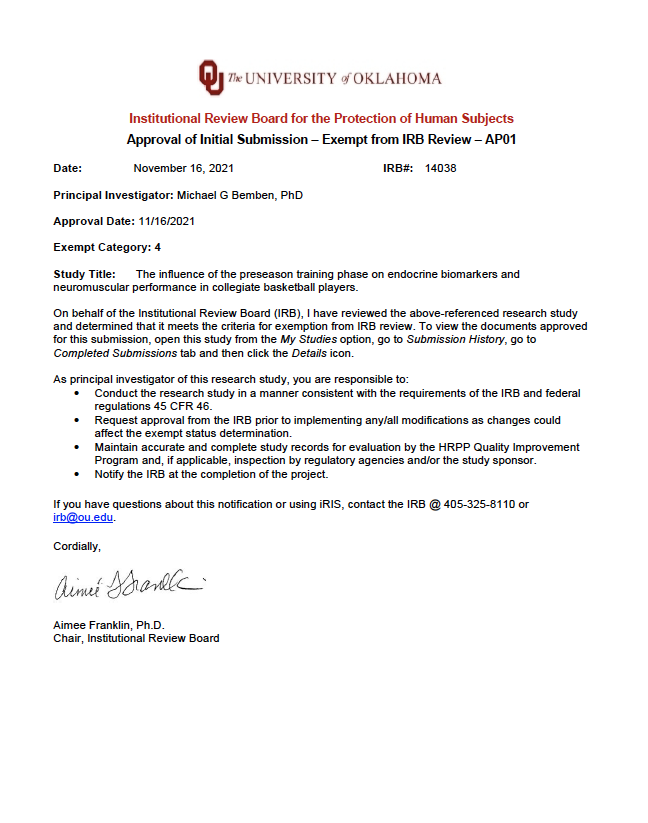 The UNIVERSITY of OKLAHOMA
Institutional Review Board for the Protection of Human Subjects
Approval of Initial Submission – Exempt from IRB Review – AP01
Date: November 16, 2021 IRB#: 14038
Principal Investigator: Michael G Bemben, PhD
Approval Date: 11/16/2021
Exempt Category: 4
Study Title: The influence of the preseason training phase on endocrine biomarkers and
neuromuscular performance in collegiate basketball players.
On behalf of the Institutional Review Board (IRB), I have reviewed the above-referenced research study
and determined that it meets the criteria for exemption from IRB review. To view the documents approved
for this submission, open this study from the My Studies option, go to Submission History, go to
Completed Submissions tab and then click the Details icon.
As principal investigator of this research study, you are responsible to:
• Conduct the research study in a manner consistent with the requirements of the IRB and federal
regulations 45 CFR 46.
• Request approval from the IRB prior to implementing any/all modifications as changes could
affect the exempt status determination.
• Maintain accurate and complete study records for evaluation by the HRPP Quality Improvement
Program and, if applicable, inspection by regulatory agencies and/or the study sponsor.
• Notify the IRB at the completion of the project.
If you have questions about this notification or using iRIS, contact the IRB @ 405-325-8110 or
irb@ou.edu.
Cordially,
Aimee Franklin, Ph.D.
Chair, Institutional Review Board